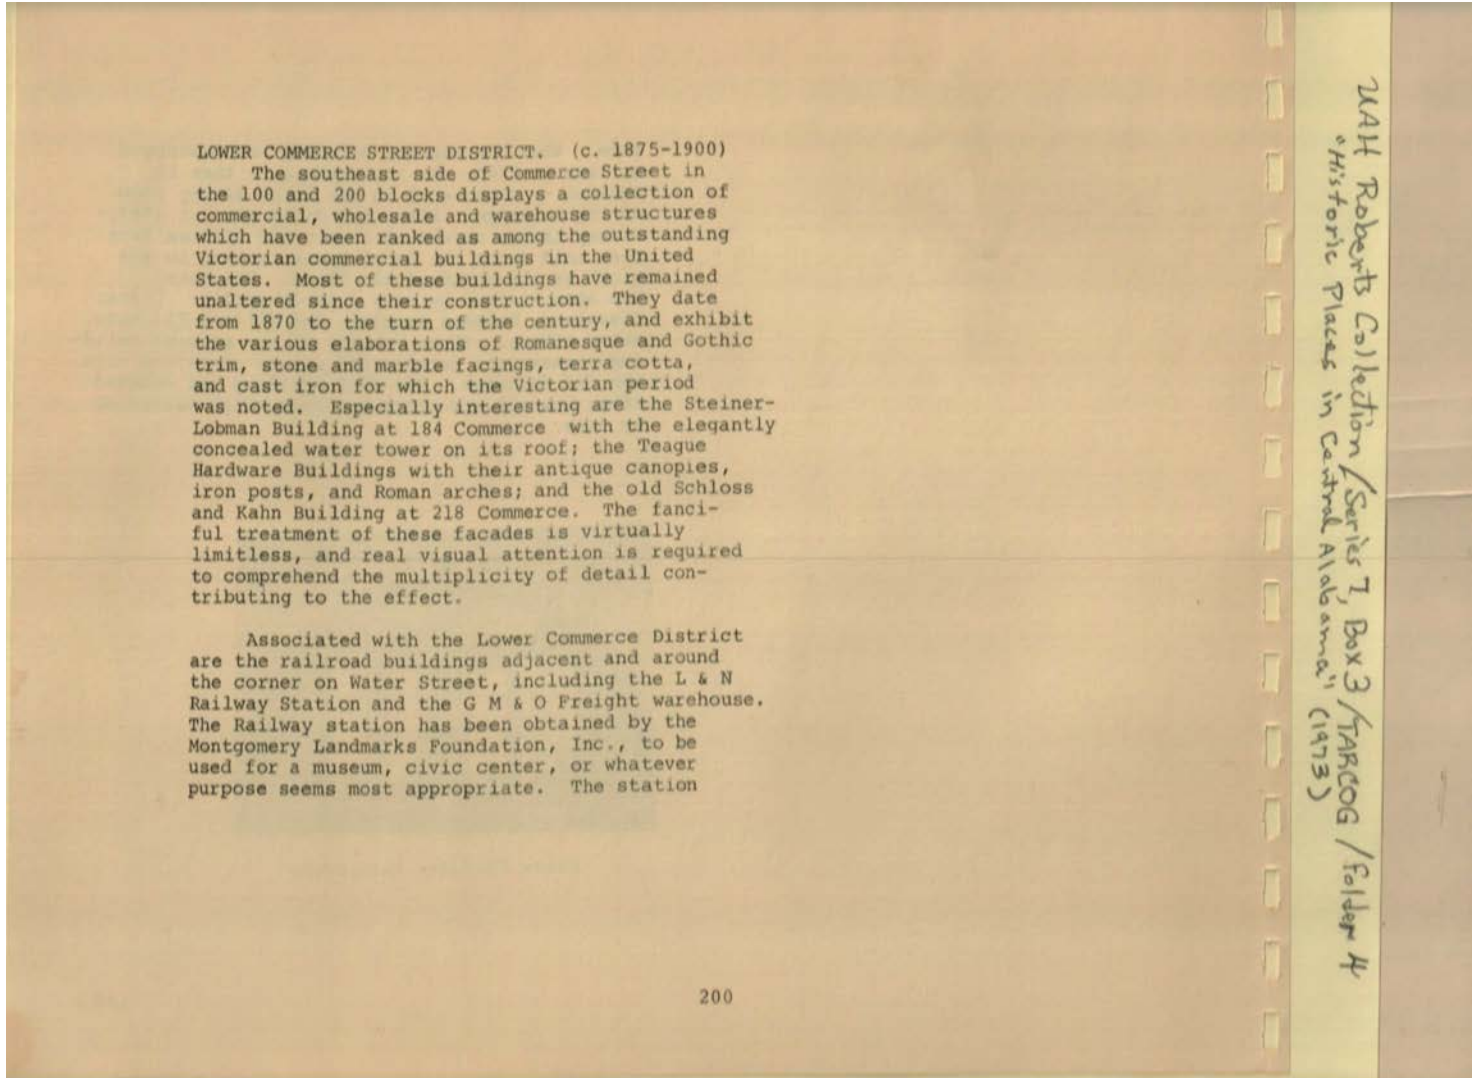 LOWER COMMERCE STREET DISTRICT. (c. 1875-1900)
The southeast side of Commerce Street in
the 100 and 200 blocks displays a collection of
commercial, wholesale and warehouse structures
which have been ranked as among the outstanding
Victorian commercial buildings in the United
States. Most of these buildings have remained
unaltered since their construction. They date
from 1870 to the turn of the century, and exhibit
the various elaborations of Romanesque and Gothic
trim, stone and marble facings, terra cotta,
and cast iron for which the Victorian period
was noted. Especially interesting are the Steiner-
Lobman Building at 184 Commerce with the elegantly
concealed water tower on its roof; the Teague
Hardware Buildings with their antique canopies,
iron posts, and Roman arches; and the old Schloss
and Kahn Building at 218 Commerce. The fanci-
ful treatment of these facades is virtually
limitless, and real visual attention is required
to comprehend the multiplicity of detail con-
tributing to the effect.
Associated with the Lower Commerce District
are the railroad buildings adjacent and around
the corner on Water Street, including the L & N
Railway Station and the G M & O Freight warehouse.
The Railway station has been obtained by the
Montgomery Landmarks Foundation, Inc., to be
used for a museum, civic center, or whatever
purpose seems most appropriate. The station
200
UAH Roberts Collection/Series 7, Box 3/TARCOG/folder 4
"Historic Places in Central Alabama" (1973)